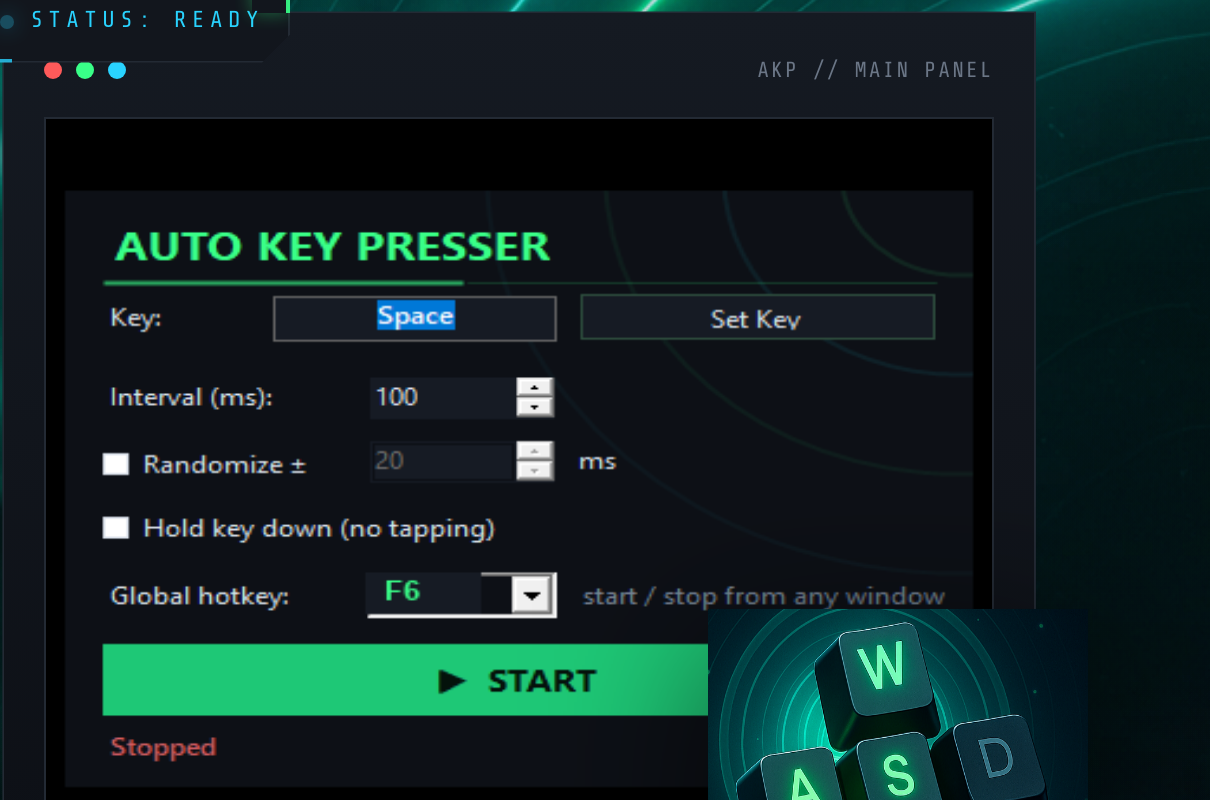 STATUS: READY
AKP // MAIN PANEL
AUTO KEY PRESSER
Key: Space Set Key
Interval (ms): 100
Randomize ± 20 ms
Hold key down (no tapping)
Global hotkey: F6 start / stop from any window
▶ START
Stopped
W
A S D